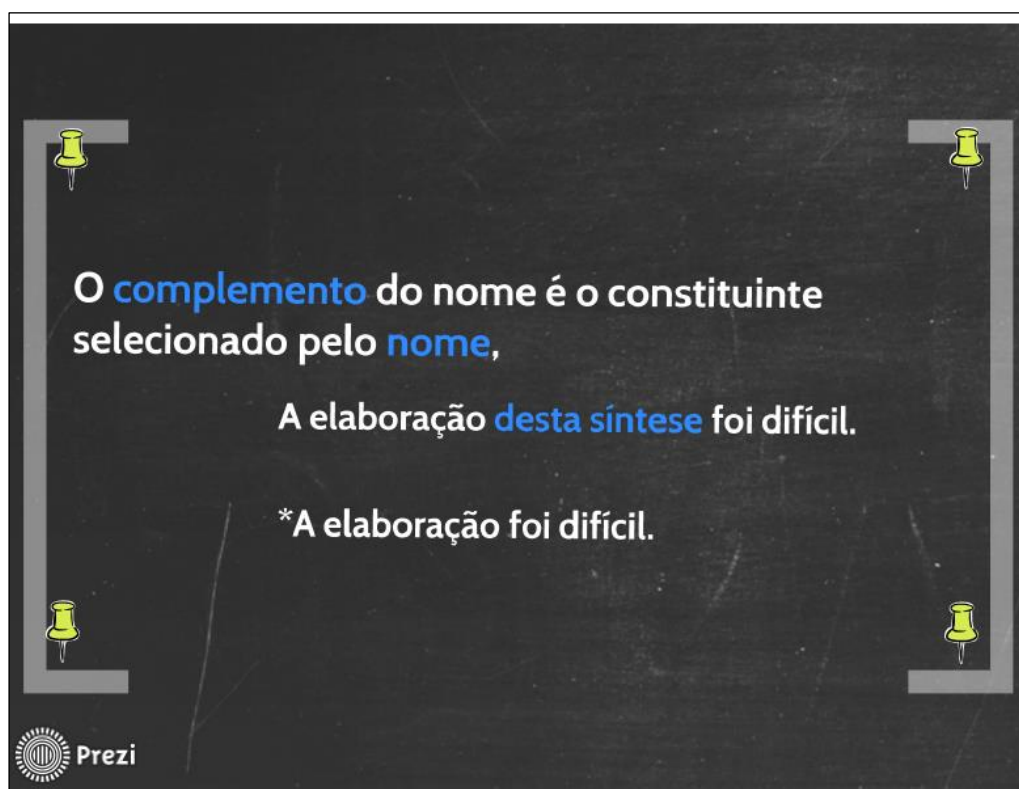 O complemento do nome é o constituinte
selecionado pelo nome,
A elaboração desta síntese foi difícil.
*A elaboração foi difícil.
Prezi